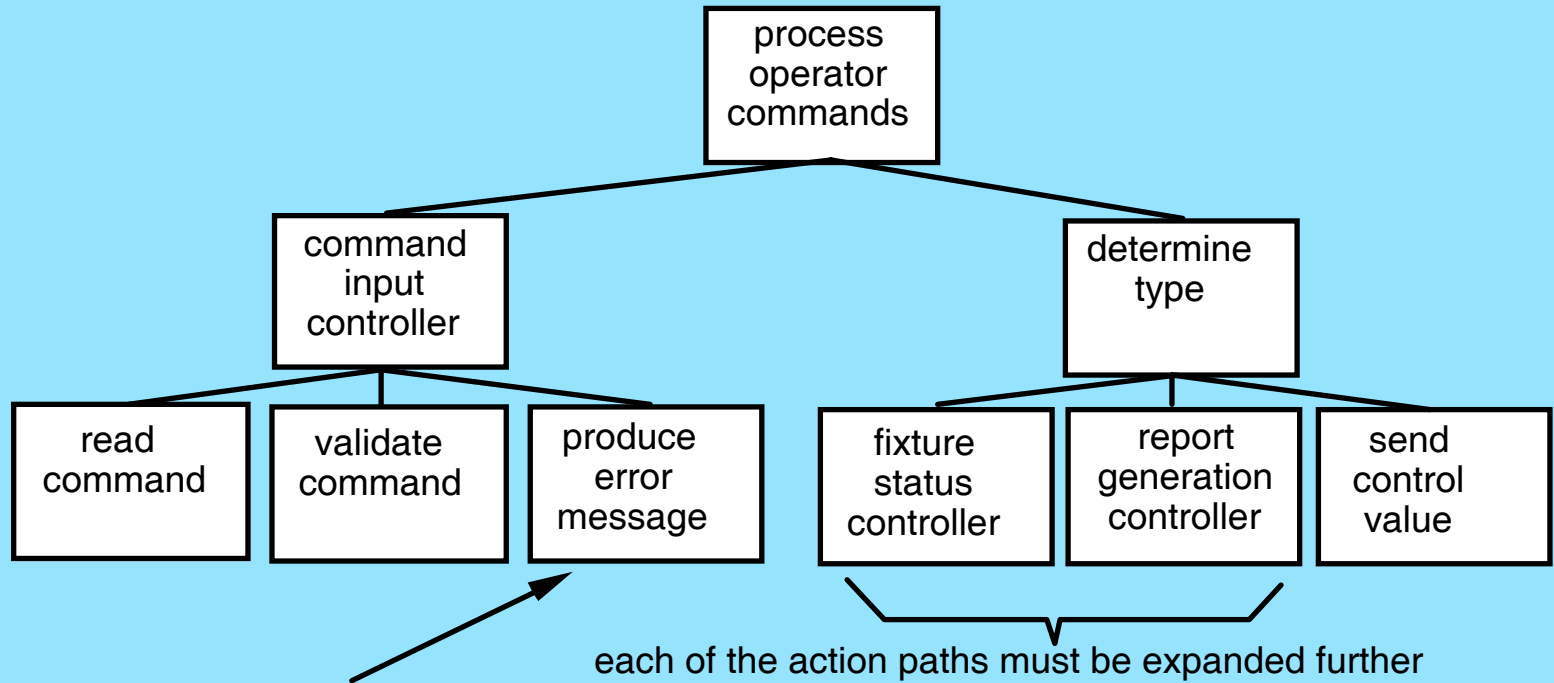 process
operator
commands
command
input
controller
determine
type
read
command
validate
command
produce
error
message
fixture
status
controller
report
generation
controller
send
control
value
each of the action paths must be expanded further